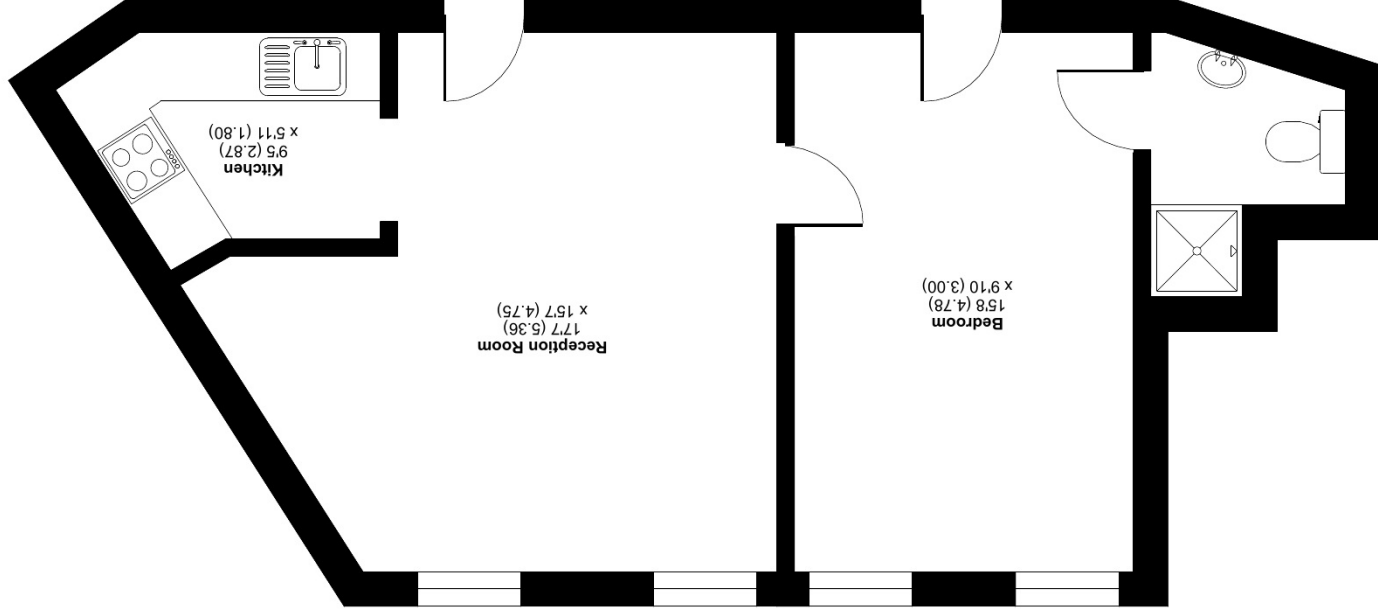 Bedroom
15'8 (4.78)
x 9'10 (3.00)
Reception Room
17'7 (5.36)
x 15'7 (4.75)
Kitchen
9'5 (2.87)
x 5'11 (1.80)